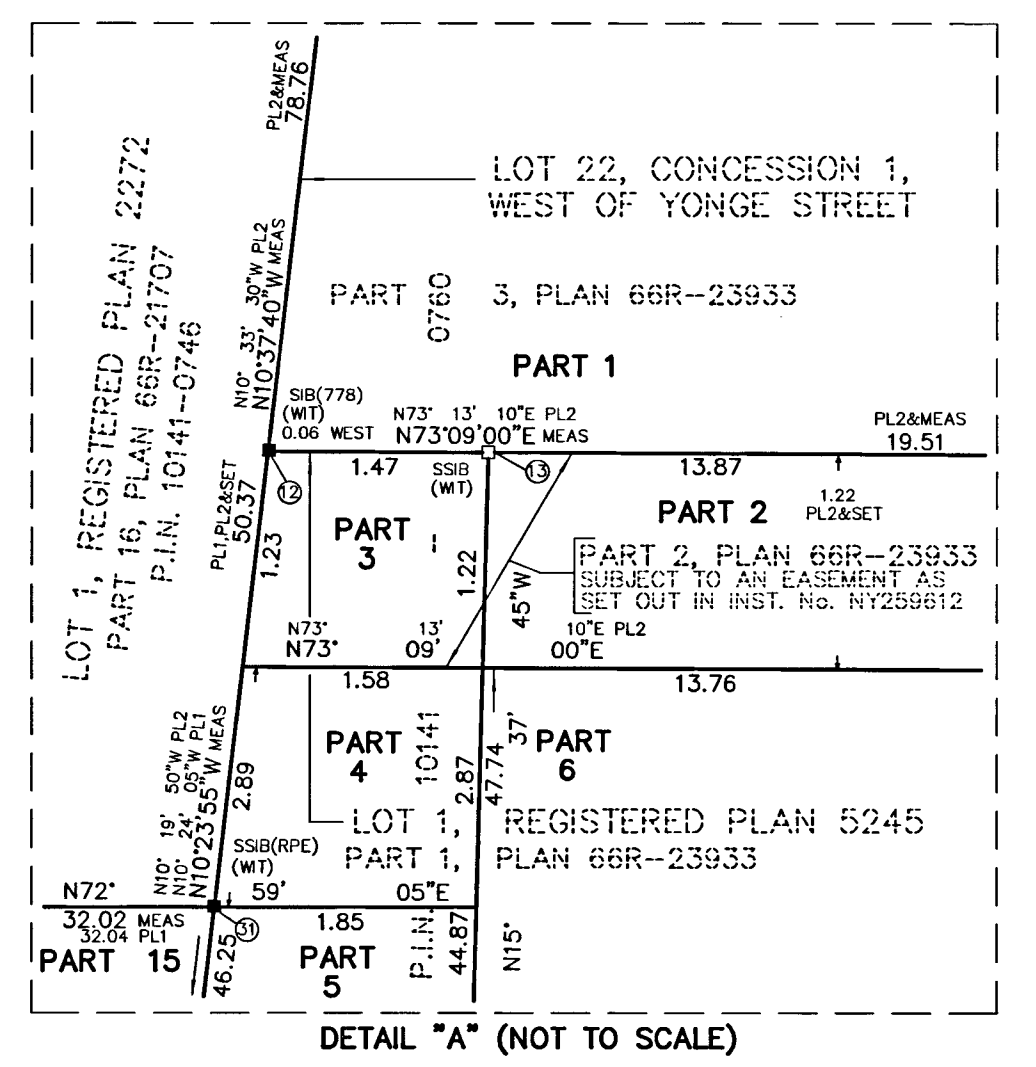 PL2&MEAS
78.76
LOT 22, CONCESSION 1,
WEST OF YONGE STREET
LOT 1, REGISTERED PLAN 2272
PART 16, PLAN 66R-21707
P.I.N. 10141-0746
N10° 33' 30"W PL2
N10°37'40"W MEAS
PART 3, PLAN 66R-23933
0760
PART 1
SIB(778)
(WIT)
0.06 WEST
N73° 13' 10"E PL2
N73°09'00"E MEAS
PL2&MEAS
19.51
12
1.47
SSIB
(WIT)
13
13.87
PL1,PL2&SET
50.37
1.23
PART
3
1.22
PART 2
1.22
PL2&SET
PART 2, PLAN 66R-23933
SUBJECT TO AN EASEMENT AS
SET OUT IN INST. No. NY259612
N73° 13' 10"E PL2
N73° 09' 00"E
1.58
13.76
N10° 19' 50"W PL2
N10° 24' 05"W PL1
N10°23'55"W MEAS
2.89
PART
4
2.87
47.74
PART
6
LOT 1, REGISTERED PLAN 5245
PART 1, PLAN 66R-23933
SSIB(RPE)
(WIT)
N72° 59' 05"E
32.02 MEAS
32.04 PL1
31
1.85
PART 15
46.25
PART
5
P.I.N. 10141 --
44.87
N15° 37' 45"W
DETAIL "A" (NOT TO SCALE)